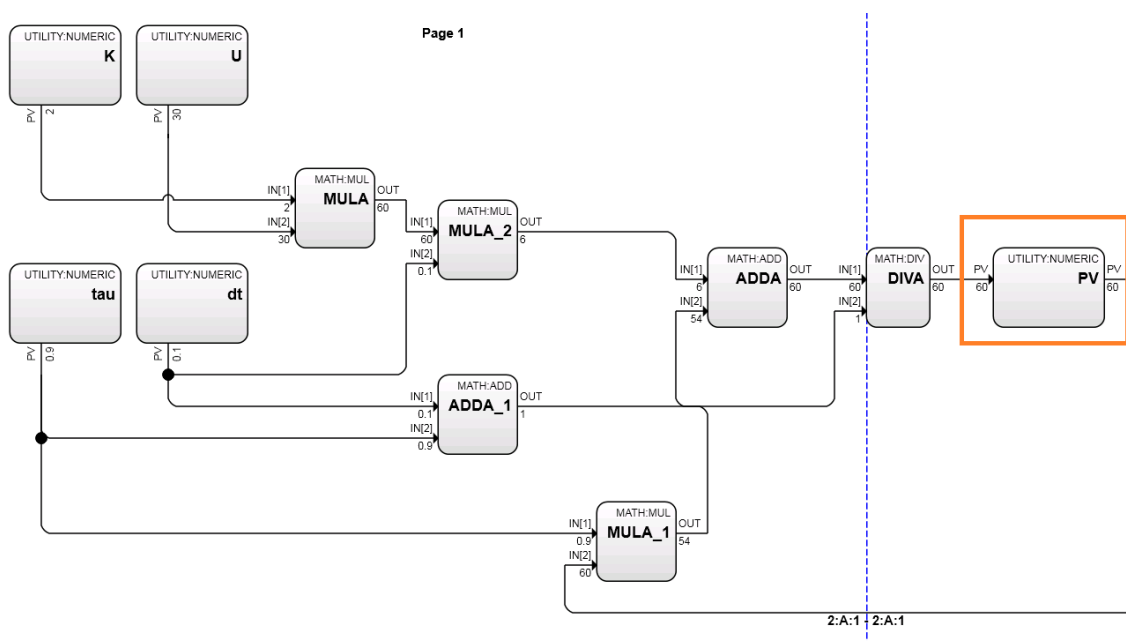 Page 1
UTILITY:NUMERIC
K
PV
2
UTILITY:NUMERIC
U
PV
30
MATH:MUL
MULA
IN[1]
2
IN[2]
30
OUT
60
MATH:MUL
MULA_2
IN[1]
60
IN[2]
0.1
OUT
6
UTILITY:NUMERIC
tau
PV
0.9
UTILITY:NUMERIC
dt
PV
0.1
MATH:ADD
ADDA
IN[1]
6
IN[2]
54
OUT
60
MATH:DIV
DIVA
IN[1]
60
IN[2]
1
OUT
60
UTILITY:NUMERIC
PV
PV
60
PV
60
MATH:ADD
ADDA_1
IN[1]
0.1
IN[2]
0.9
OUT
1
MATH:MUL
MULA_1
IN[1]
0.9
IN[2]
60
OUT
54
2:A:1 - 2:A:1